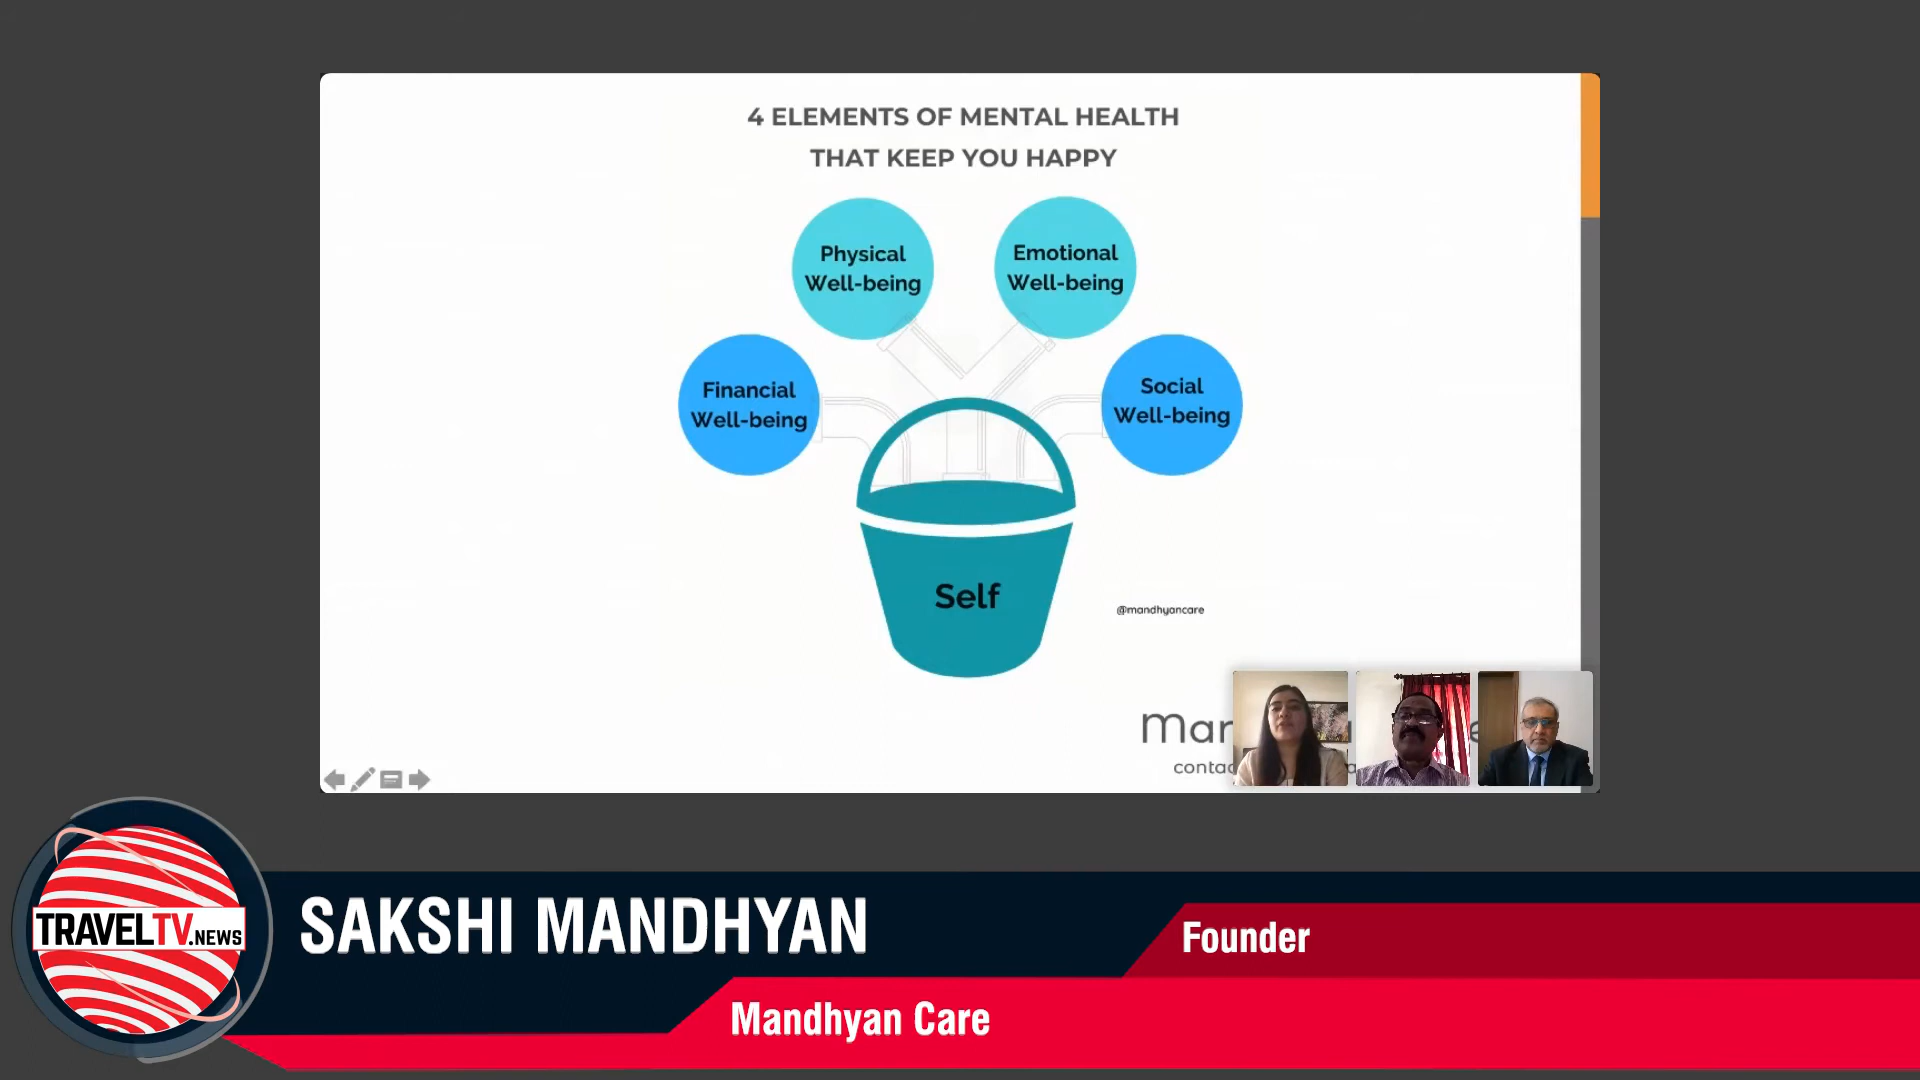 4 ELEMENTS OF MENTAL HEALTH
THAT KEEP YOU HAPPY
Physical
Well-being
Emotional
Well-being
Financial
Well-being
Social
Well-being
Self
@mandhyancare
TRAVELTV.NEWS
SAKSHI MANDHYAN
Founder
Mandhyan Care